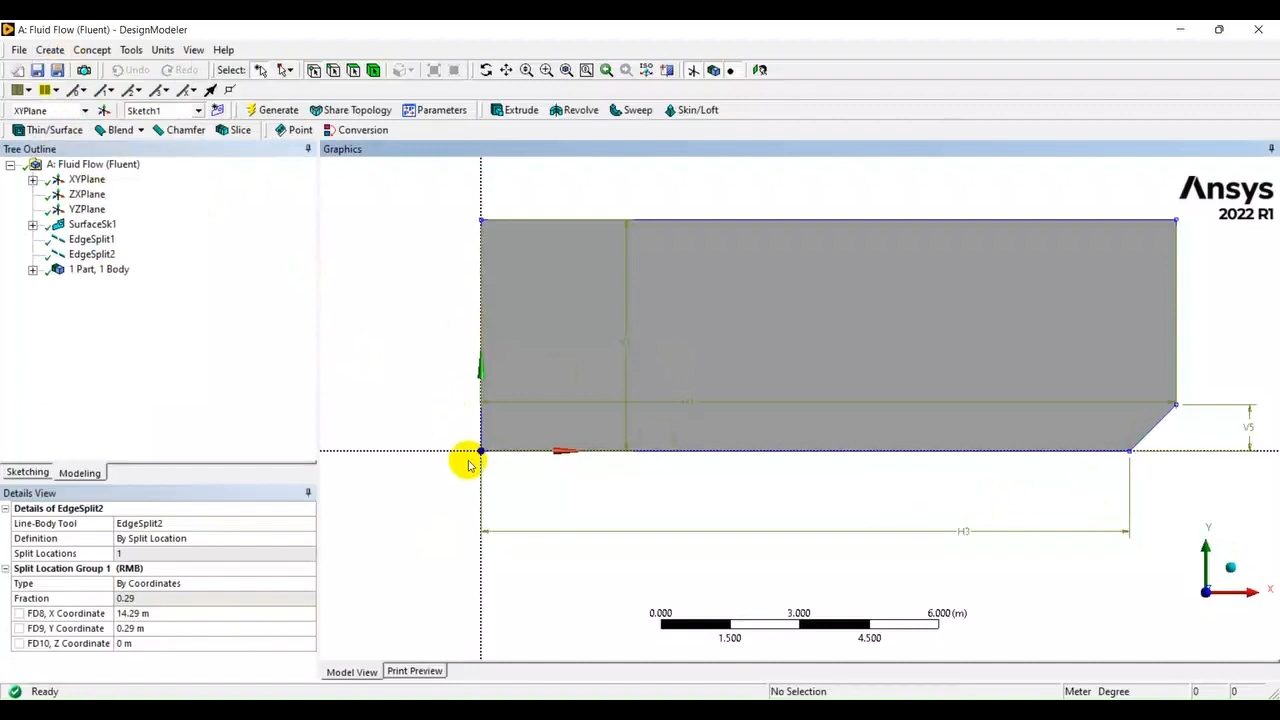 A: Fluid Flow (Fluent) - DesignModeler
File Create Concept Tools Units View Help
Undo Redo Select:
XYPlane Sketch1 Generate Share Topology Parameters Extrude Revolve Sweep Skin/Loft
Thin/Surface Blend Chamfer Slice Point Conversion
Tree Outline
A: Fluid Flow (Fluent)
XYPlane
ZXPlane
YZPlane
SurfaceSk1
EdgeSplit1
EdgeSplit2
1 Part, 1 Body
Sketching Modeling
Details View
Details of EdgeSplit2
Line-Body Tool EdgeSplit2
Definition By Split Location
Split Locations 1
Split Location Group 1 (RMB)
Type By Coordinates
Fraction 0.29
FD8, X Coordinate 14.29 m
FD9, Y Coordinate 0.29 m
FD10, Z Coordinate 0 m
Graphics
Ansys
2022 R1
V5
H3
Y
X
0.000 3.000 6.000 (m)
1.500 4.500
Model View Print Preview
Ready No Selection Meter Degree 0 0